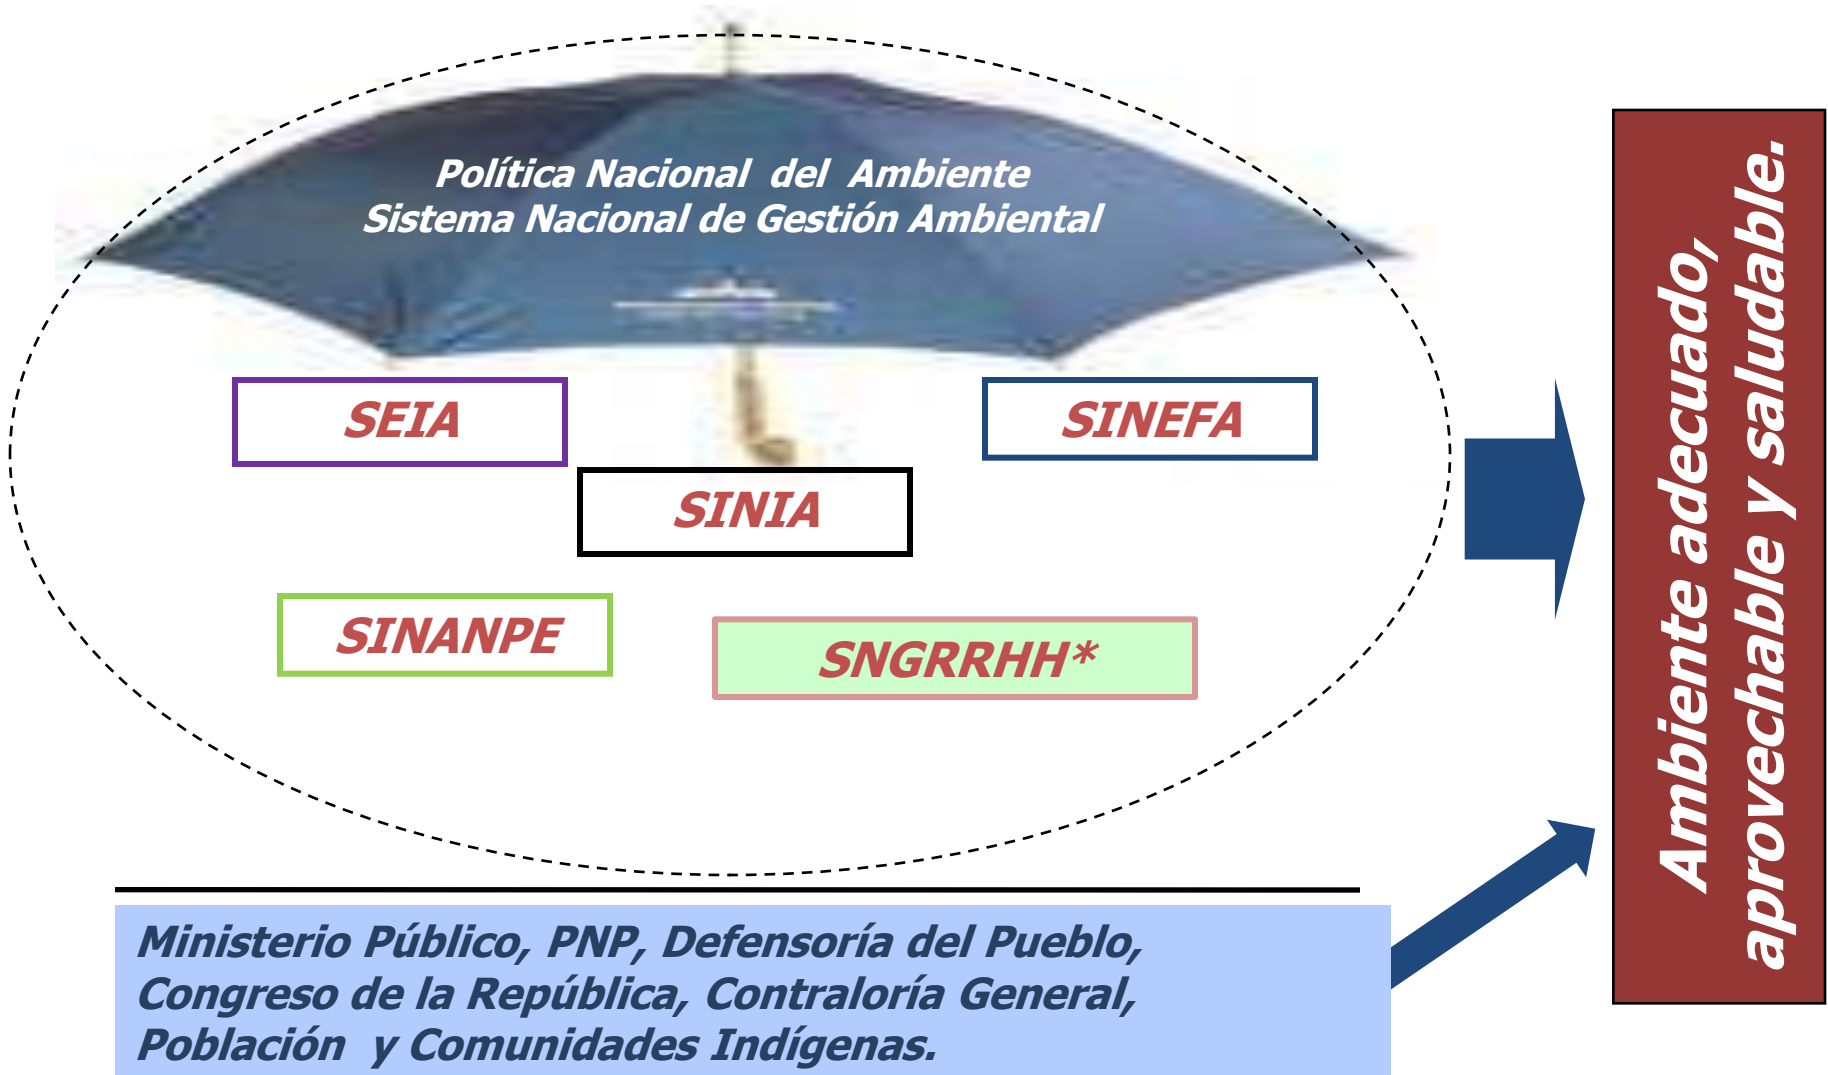 Política Nacional del Ambiente
Sistema Nacional de Gestión Ambiental
SEIA
SINEFA
SINIA
SINANPE
SNGRRHH*
Ambiente adecuado,
aprovechable y saludable.
Ministerio Público, PNP, Defensoría del Pueblo,
Congreso de la República, Contraloría General,
Población y Comunidades Indígenas.